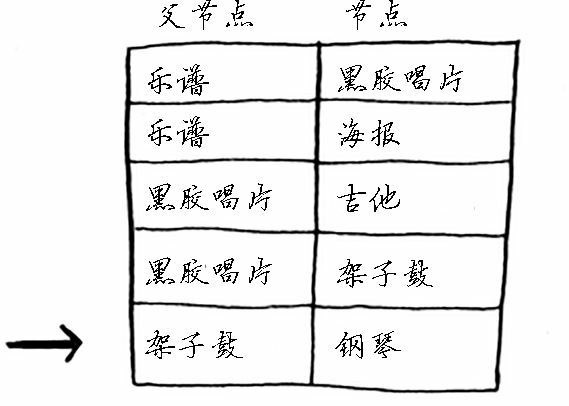 父节点 节点
乐谱 黑胶唱片
乐谱 海报
黑胶唱片 吉他
黑胶唱片 架子鼓
架子鼓 钢琴